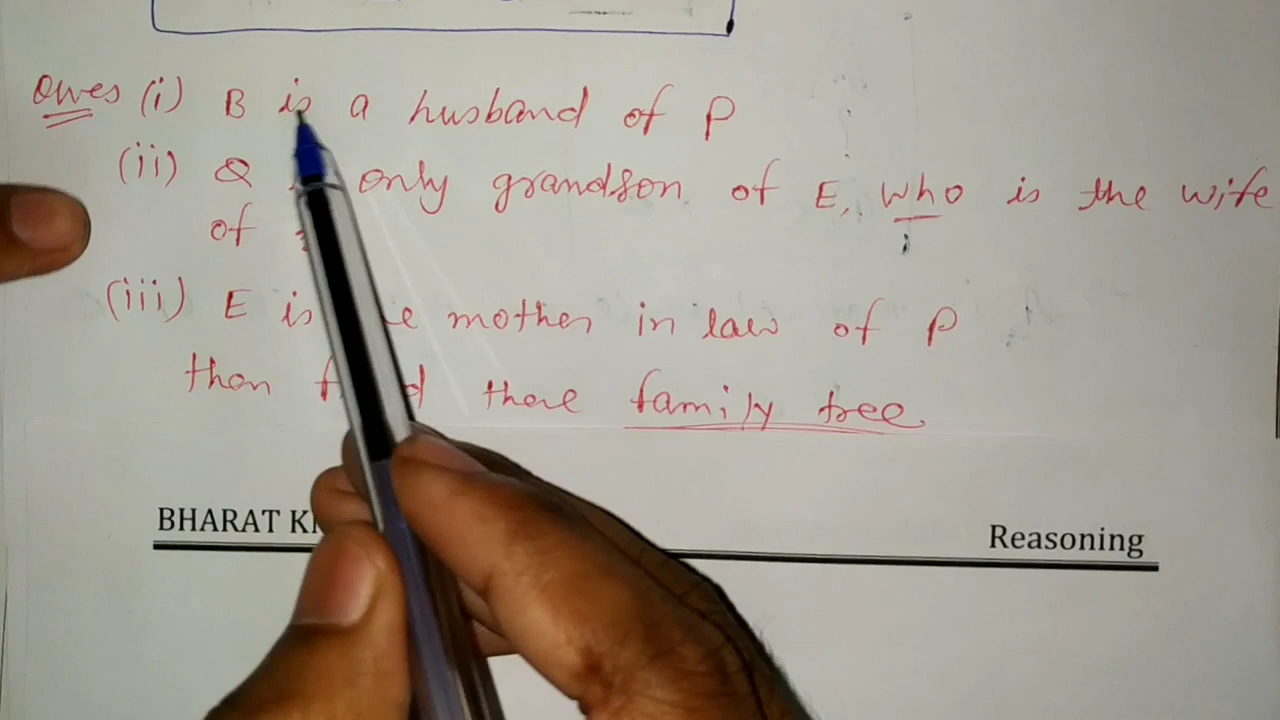 Ques (i) B is a husband of P
(ii) Q only grandson of E, who is the wife
of
(iii) E is mother in law of P
then there family tree.
BHARAT
Reasoning